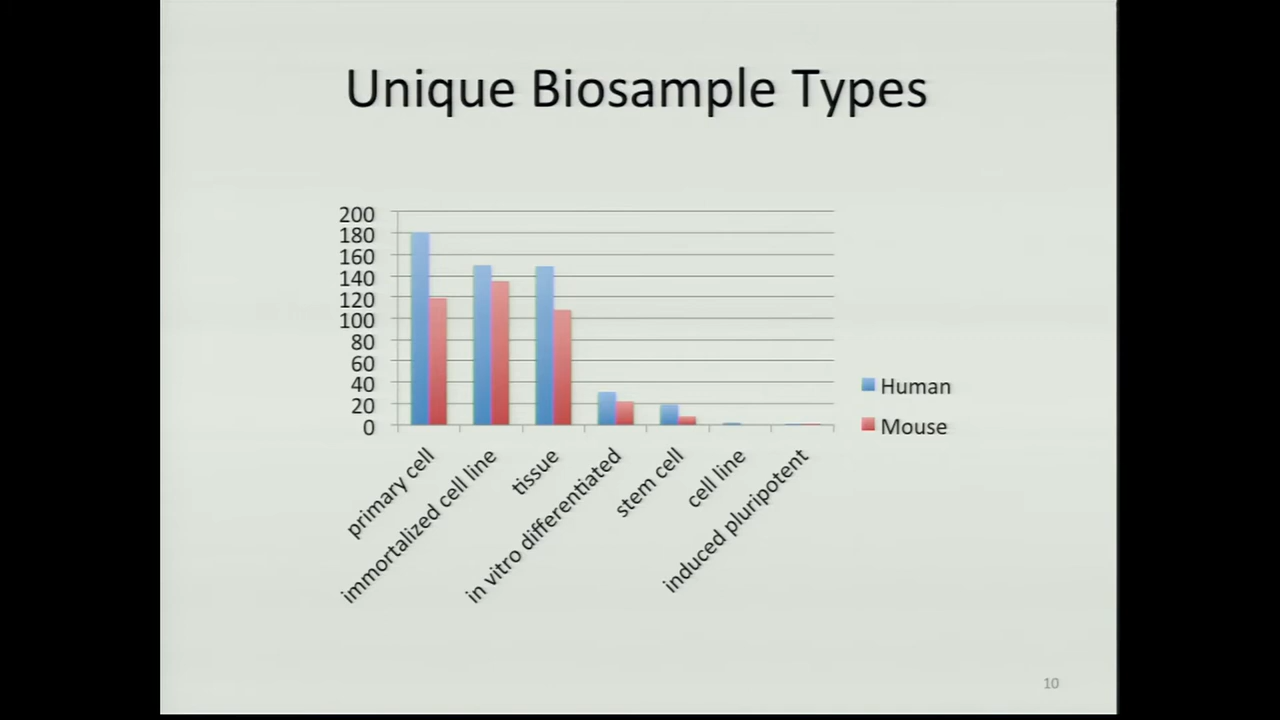 Unique Biosample Types
200
180
160
140
120
100
80
60
40
20
0
primary cell
immortalized cell line
tissue
in vitro differentiated
stem cell
cell line
induced pluripotent
Human
Mouse
10